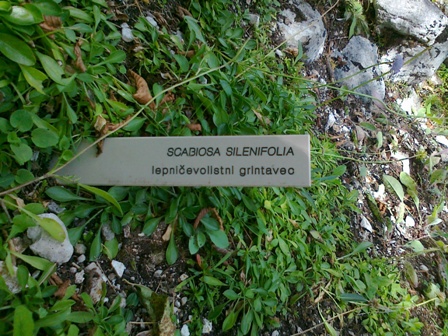 SCABIOSA SILENIFOLIA
lepničevolistni grintavec